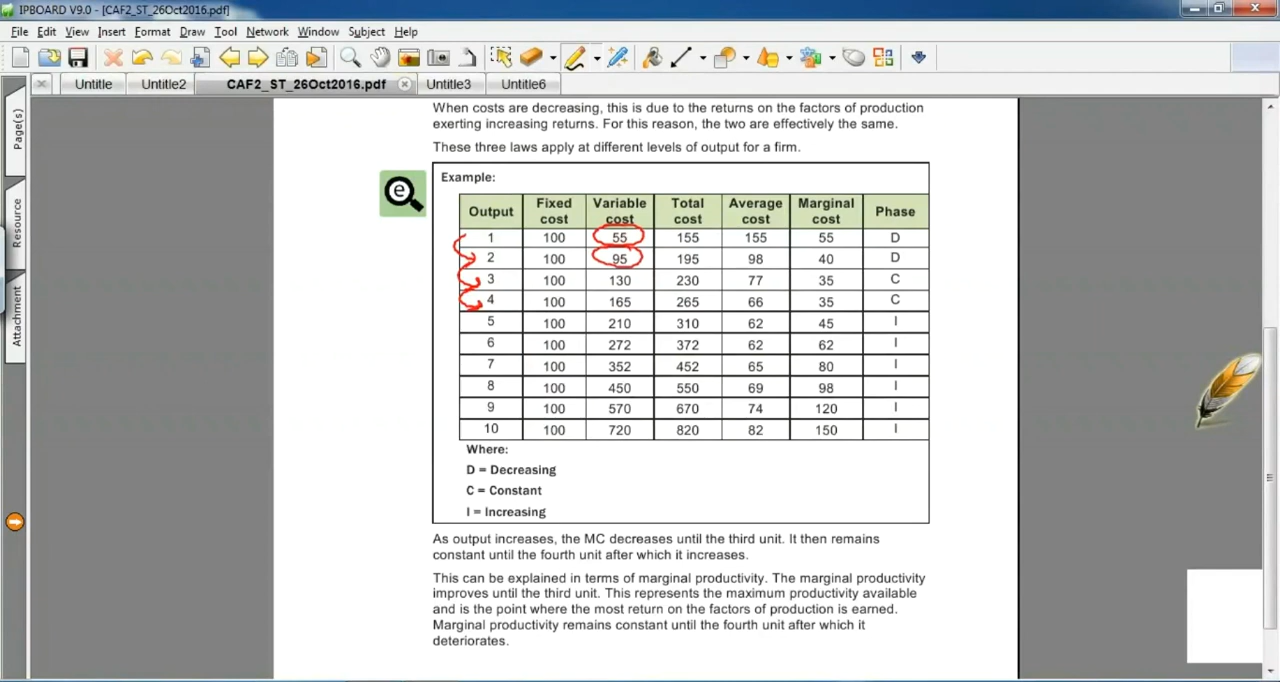 IPBOARD V9.0 - [CAF2_ST_26Oct2016.pdf]
File Edit View Insert Format Draw Tool Network Window Subject Help
Untitle Untitle2 CAF2_ST_26Oct2016.pdf Untitle3 Untitle6
Page(s)
Resource
Attachment
When costs are decreasing, this is due to the returns on the factors of production
exerting increasing returns. For this reason, the two are effectively the same.
These three laws apply at different levels of output for a firm.
e
Example:
Output Fixed cost Variable cost Total cost Average cost Marginal cost Phase
1 100 55 155 155 55 D
2 100 95 195 98 40 D
3 100 130 230 77 35 C
4 100 165 265 66 35 C
5 100 210 310 62 45 I
6 100 272 372 62 62 I
7 100 352 452 65 80 I
8 100 450 550 69 98 I
9 100 570 670 74 120 I
10 100 720 820 82 150 I
Where:
D = Decreasing
C = Constant
I = Increasing
As output increases, the MC decreases until the third unit. It then remains
constant until the fourth unit after which it increases.
This can be explained in terms of marginal productivity. The marginal productivity
improves until the third unit. This represents the maximum productivity available
and is the point where the most return on the factors of production is earned.
Marginal productivity remains constant until the fourth unit after which it
deteriorates.